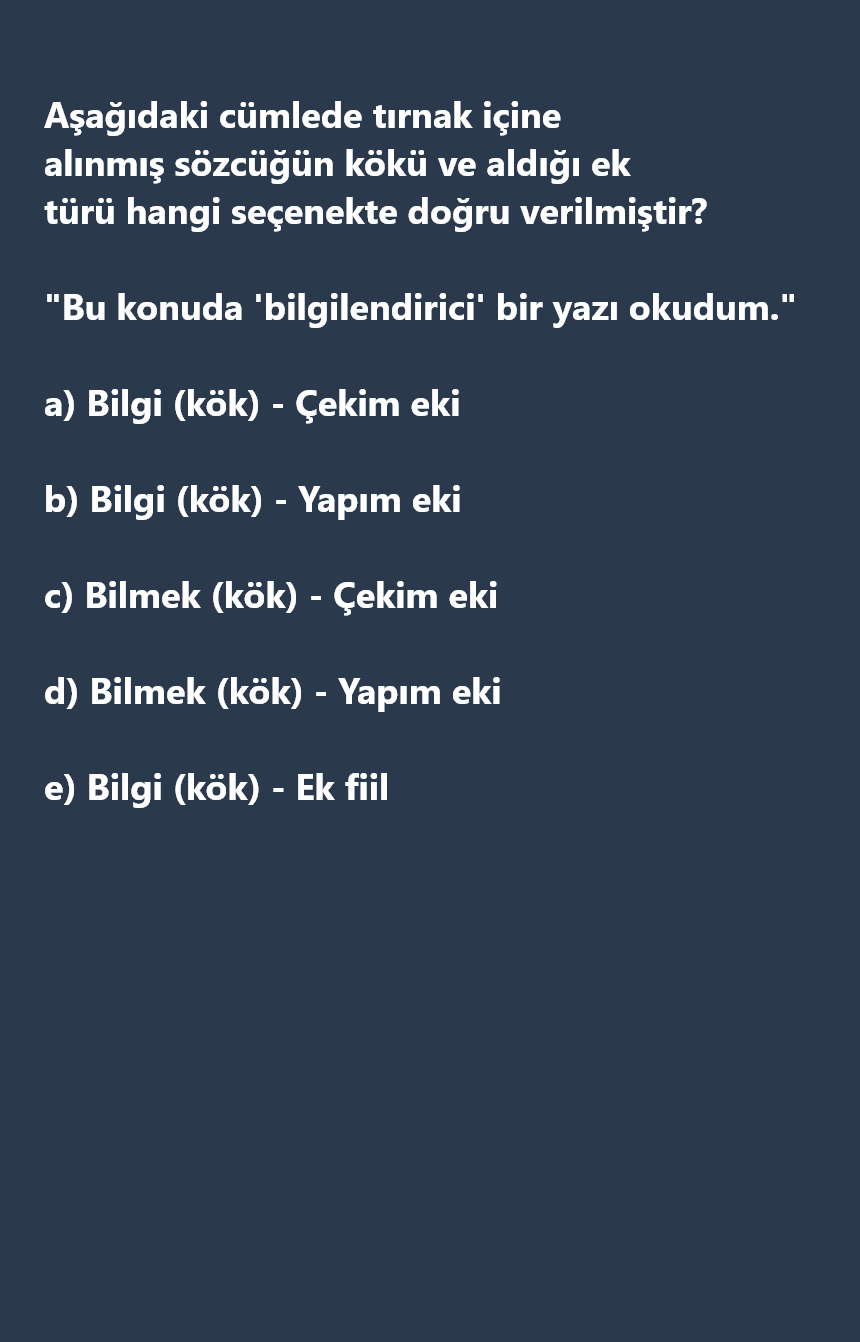 Aşağıdaki cümlede tırnak içine
alınmış sözcüğün kökü ve aldığı ek
türü hangi seçenekte doğru verilmiştir?
"Bu konuda 'bilgilendirici' bir yazı okudum."
a) Bilgi (kök) - Çekim eki
b) Bilgi (kök) - Yapım eki
c) Bilmek (kök) - Çekim eki
d) Bilmek (kök) - Yapım eki
e) Bilgi (kök) - Ek fiil